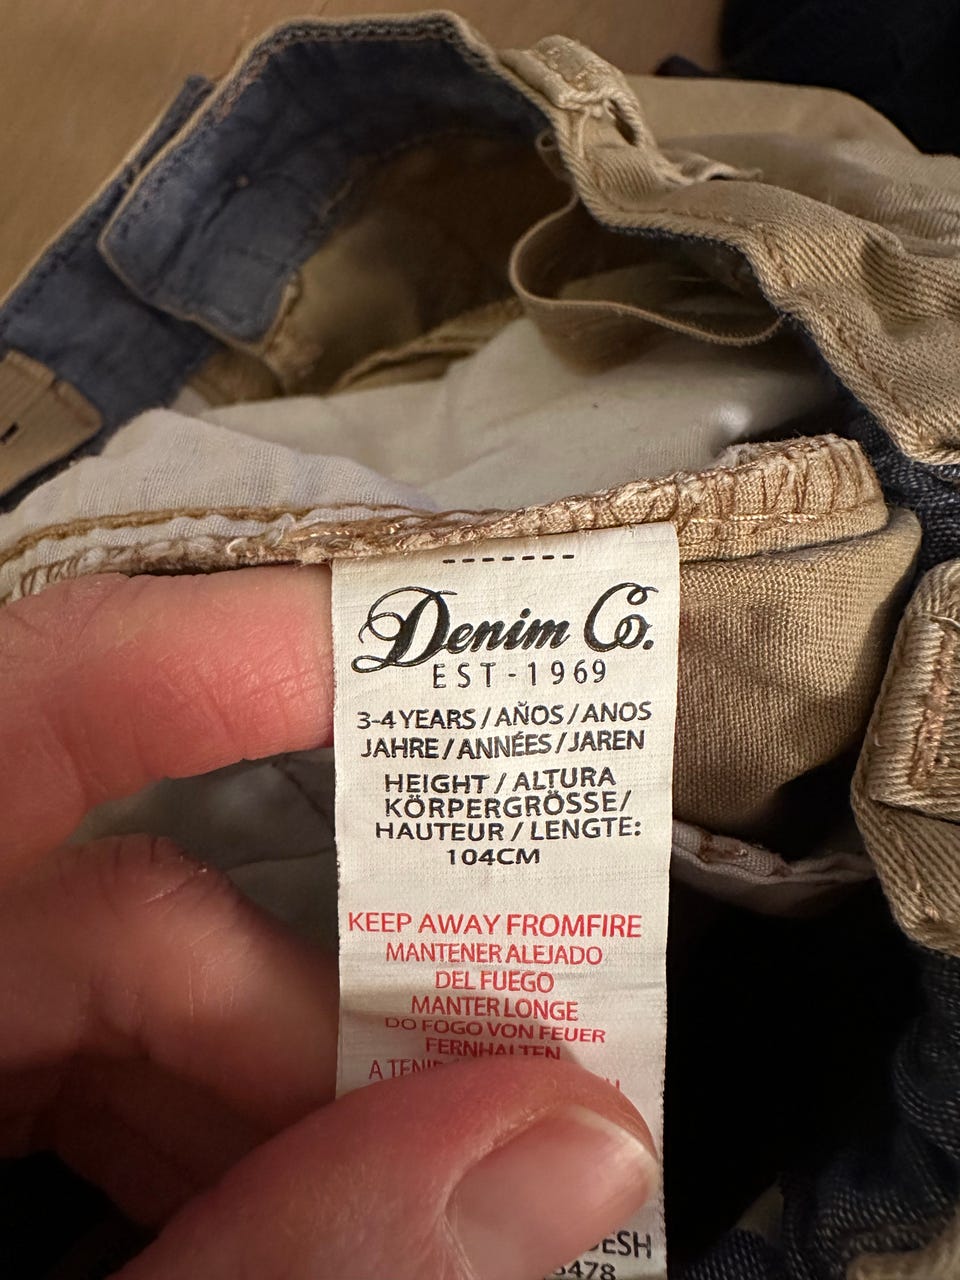 Denim Co.
EST-1969
3-4 YEARS / AÑOS / ANOS
JAHRE / ANNÉES / JAREN
HEIGHT / ALTURA
KÖRPERGRÖSSE/
HAUTEUR / LENGTE:
104CM
KEEP AWAY FROMFIRE
MANTENER ALEJADO
DEL FUEGO
MANTER LONGE
DO FOGO VON FEUER
FERNHALTEN
A